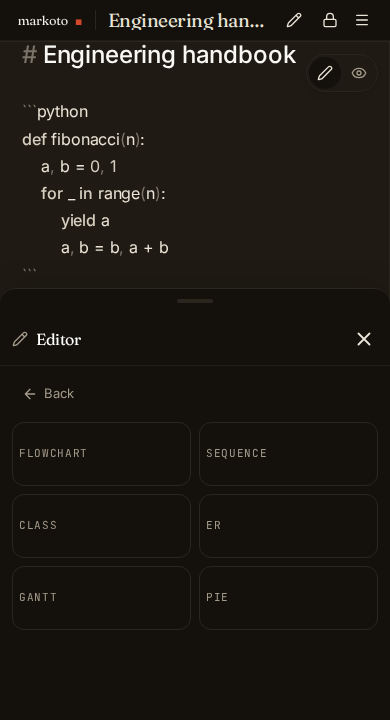 markoto
Engineering han...
# Engineering handbook
```python
def fibonacci(n):
    a, b = 0, 1
    for _ in range(n):
        yield a
        a, b = b, a + b
```
Editor
Back
FLOWCHART
SEQUENCE
CLASS
ER
GANTT
PIE